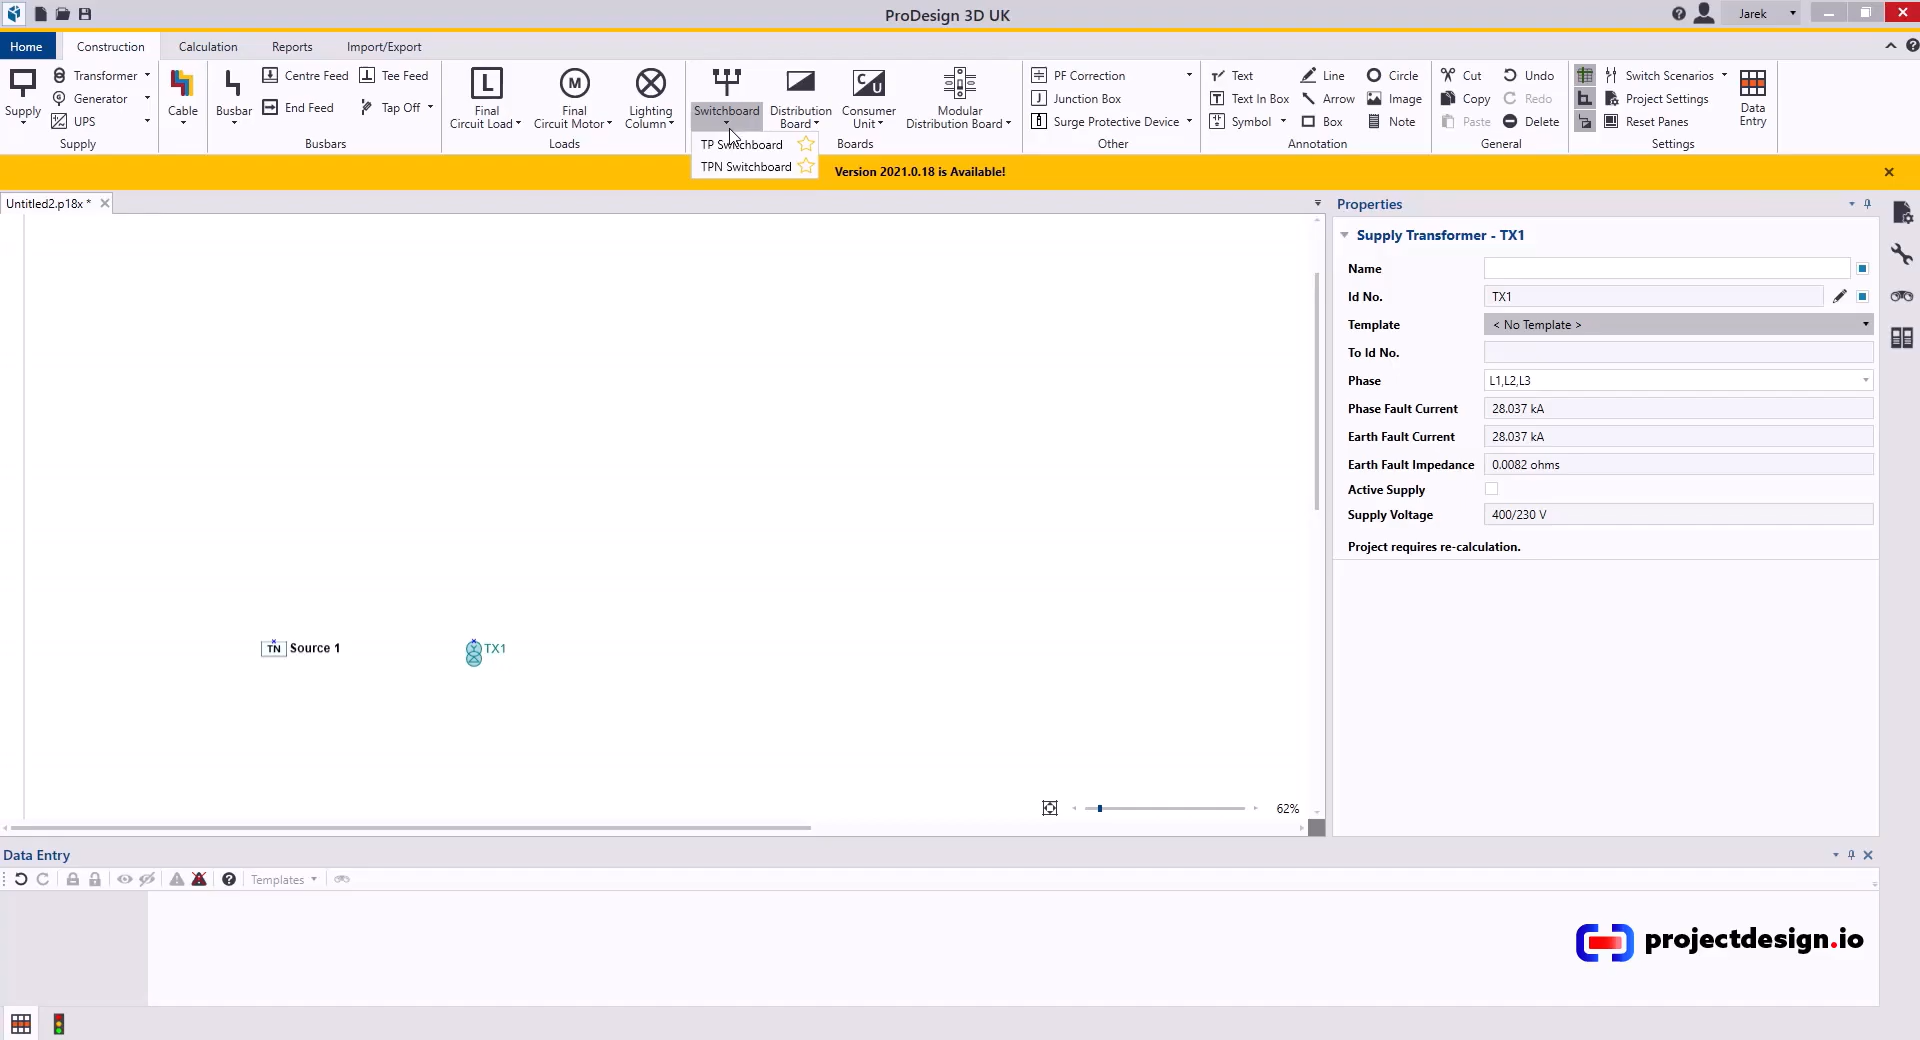 ProDesign 3D UK
Jarek
Home
Construction
Calculation
Reports
Import/Export
Supply
Transformer
Generator
UPS
Supply
Cable
Busbar
Centre Feed
Tee Feed
End Feed
Tap Off
Busbars
Final
Circuit Load
Final
Circuit Motor
Lighting
Column
Loads
Switchboard
TP Switchboard
TPN Switchboard
Distribution
Board
Consumer
Unit
Modular
Distribution Board
Boards
PF Correction
Junction Box
Surge Protective Device
Other
Text
Line
Circle
Text In Box
Arrow
Image
Symbol
Box
Note
Annotation
Cut
Undo
Copy
Redo
Paste
Delete
General
Switch Scenarios
Project Settings
Reset Panes
Data
Entry
Settings
Version 2021.0.18 is Available!
Untitled2.p18x *
TN Source 1
TX1
62%
Properties
Supply Transformer - TX1
Name
Id No. TX1
Template < No Template >
To Id No.
Phase L1,L2,L3
Phase Fault Current 28.037 kA
Earth Fault Current 28.037 kA
Earth Fault Impedance 0.0082 ohms
Active Supply
Supply Voltage 400/230 V
Project requires re-calculation.
Data Entry
Templates
projectdesign.io